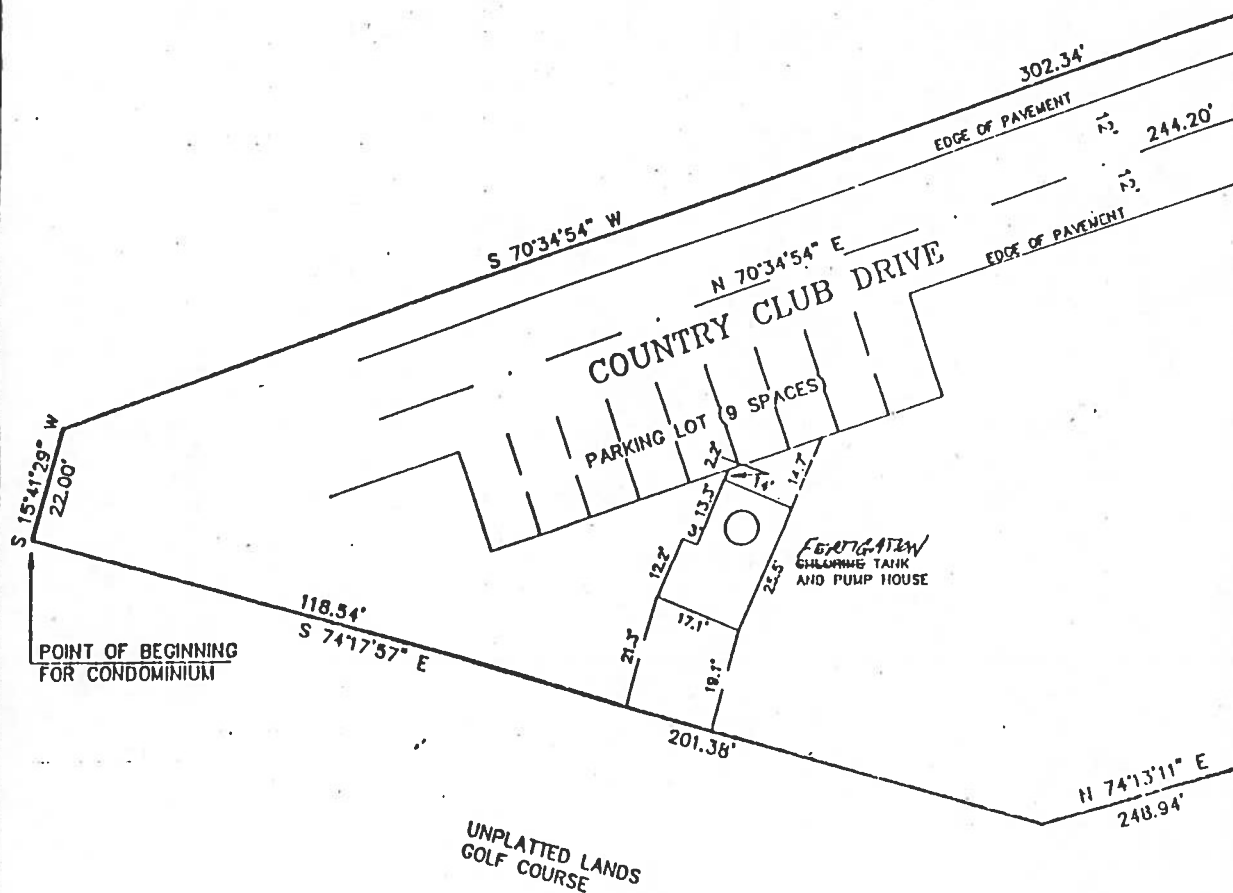 302.34'
EDGE OF PAVEMENT
12'
244.20'
12'
S 70°34'54" W
N 70°34'54" E
EDGE OF PAVEMENT
COUNTRY CLUB DRIVE
PARKING LOT (9 SPACES)
S 15°41'29" W
22.00'
2.2'
14.7'
13.5'
12.2'
FERTIGATION
CHLORINE TANK
AND PUMP HOUSE
25.5'
17.1'
118.54'
S 74°17'57" E
21.3'
19.1'
POINT OF BEGINNING
FOR CONDOMINIUM
201.38'
N 74°13'11" E
248.94'
UNPLATTED LANDS
GOLF COURSE